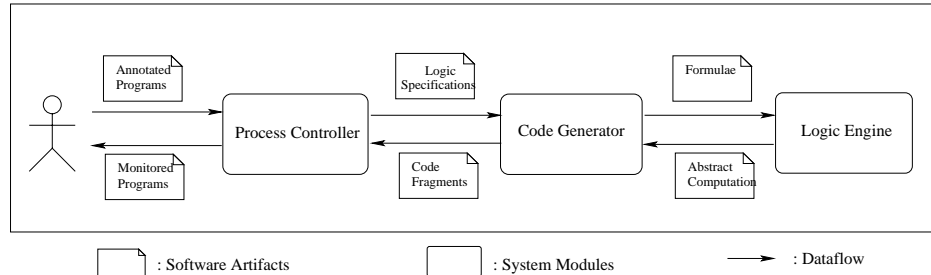 Annotated
Programs
Logic
Specifications
Formulae
Process Controller
Code Generator
Logic Engine
Monitored
Programs
Code
Fragments
Abstract
Computation
: Software Artifacts
: System Modules
: Dataflow